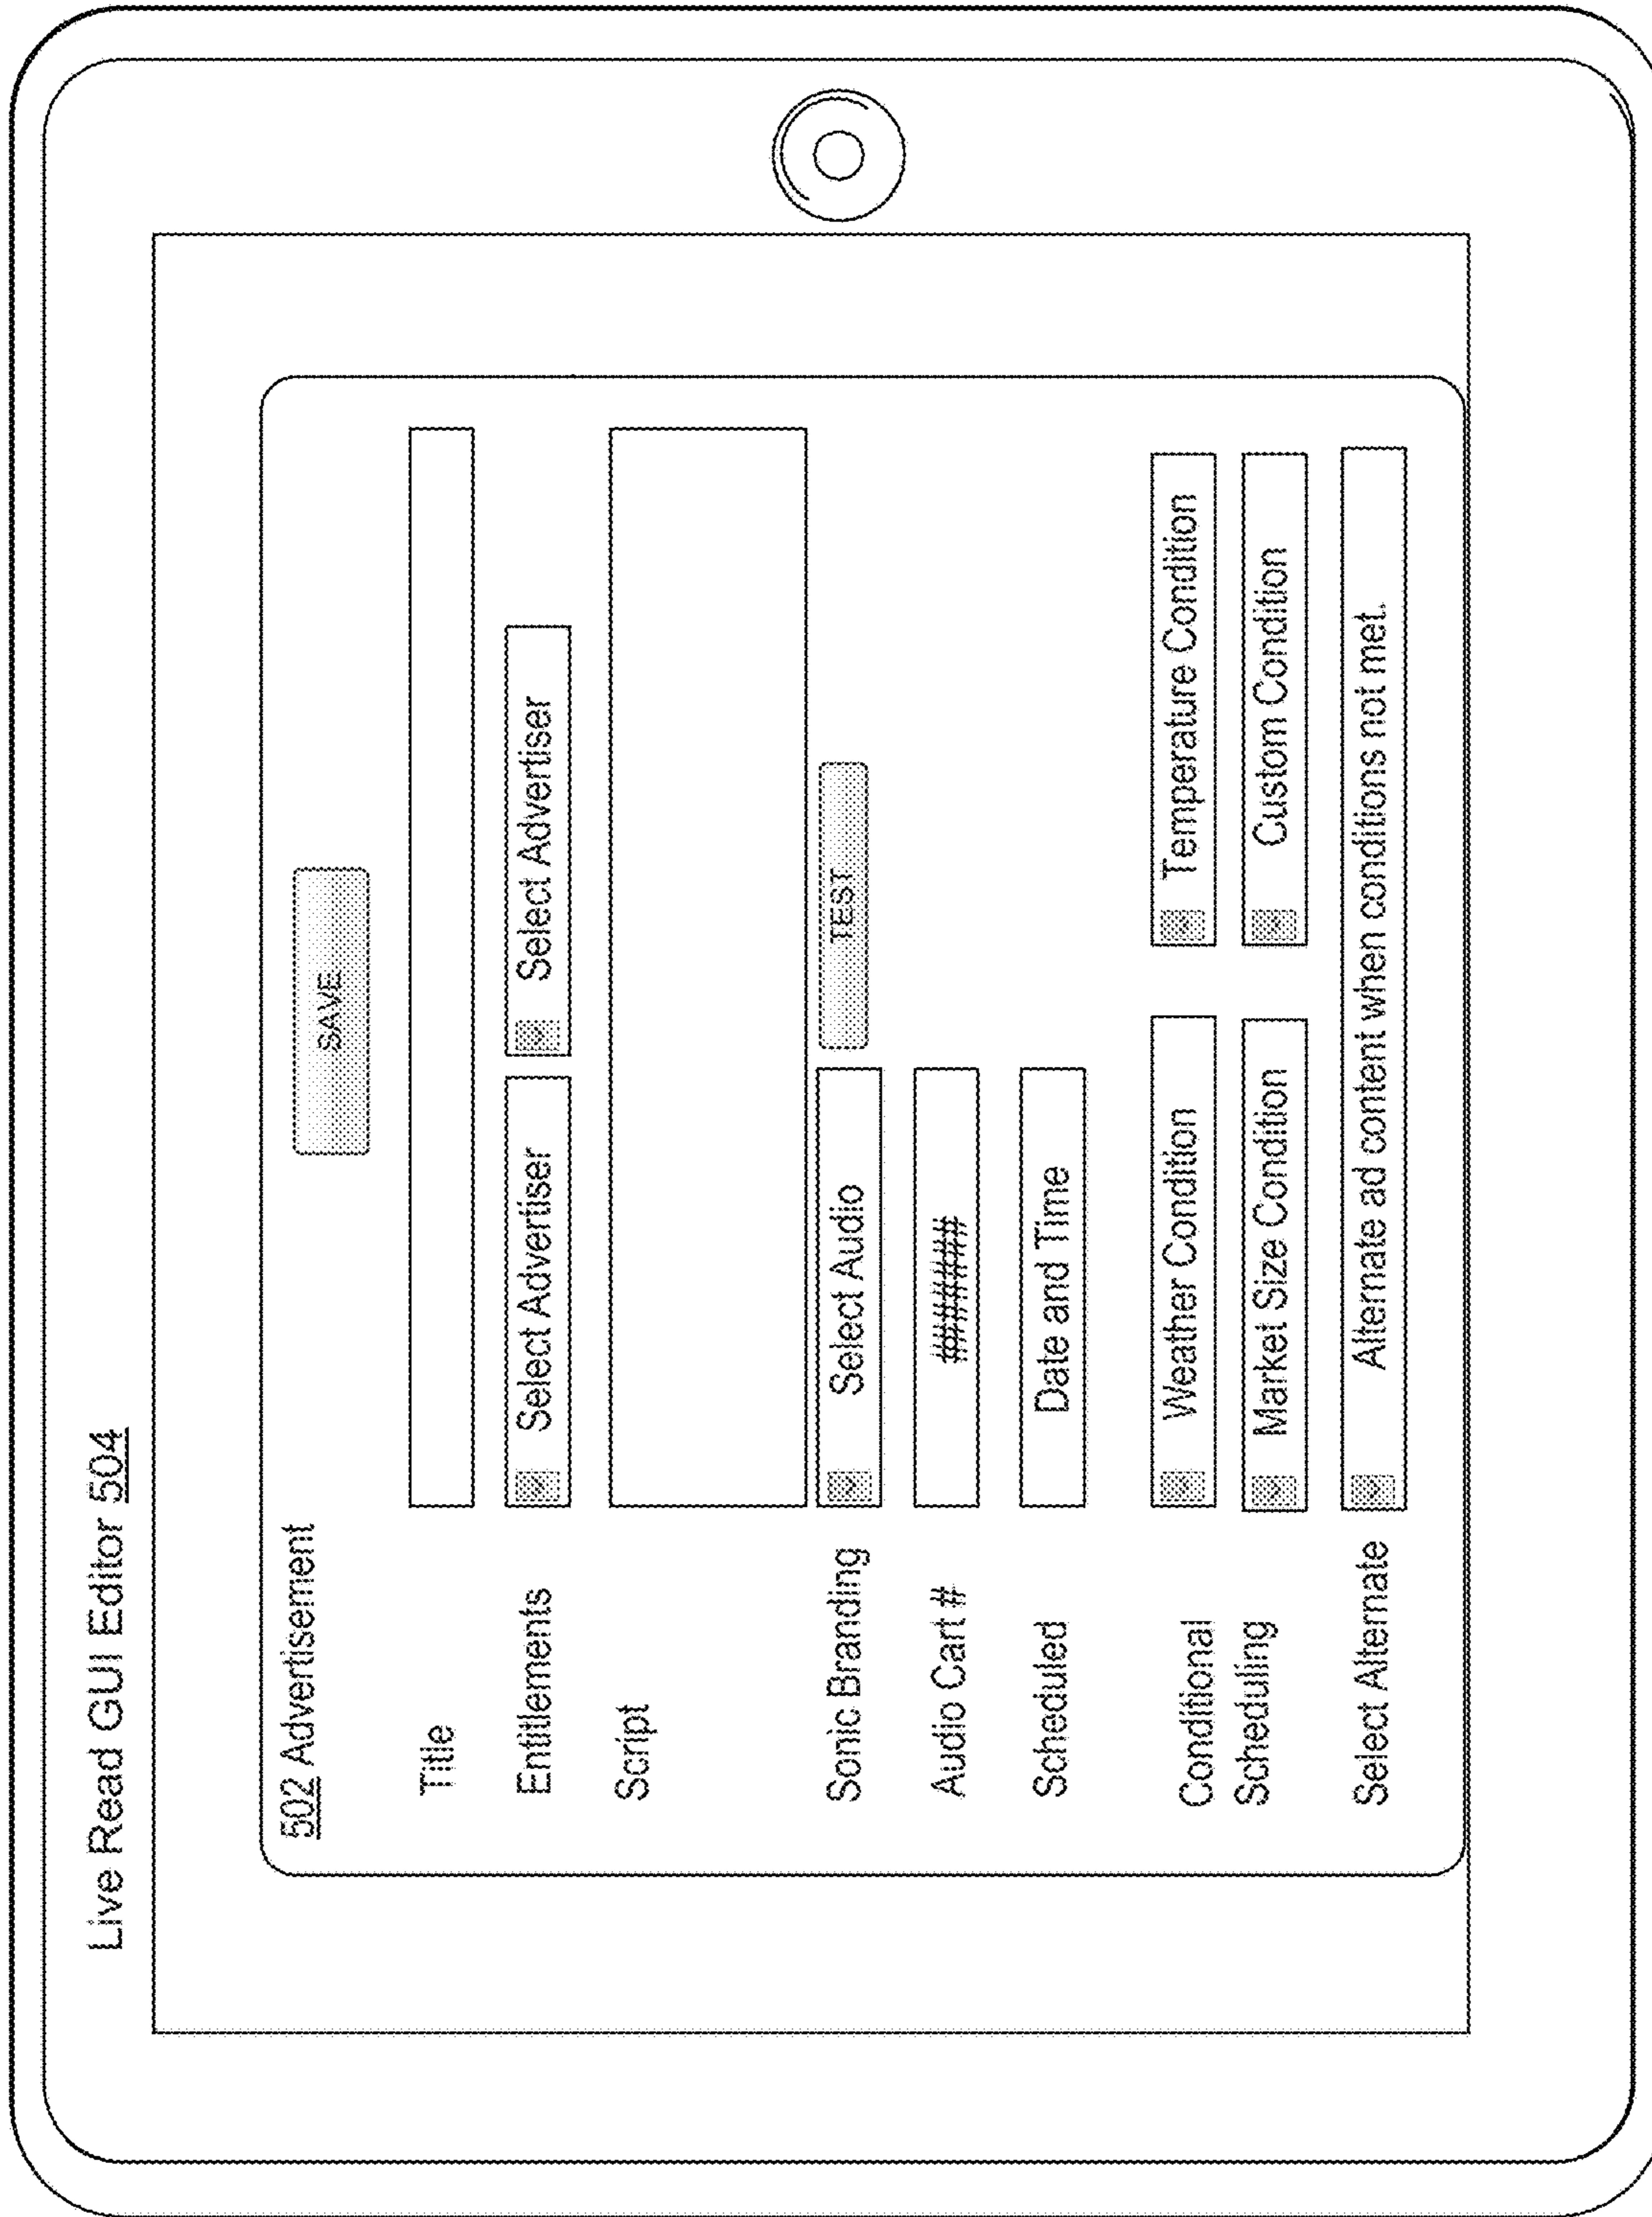 Live Read GUI Editor 504
502 Advertisement
SAVE
Title
Entitlements Select Advertiser Select Advertiser
Script
Sonic Branding Select Audio TEST
Audio Cart # ######
Scheduled Date and Time
Conditional Weather Condition Temperature Condition
Scheduling Market Size Condition Custom Condition
Select Alternate Alternate ad content when conditions not met.